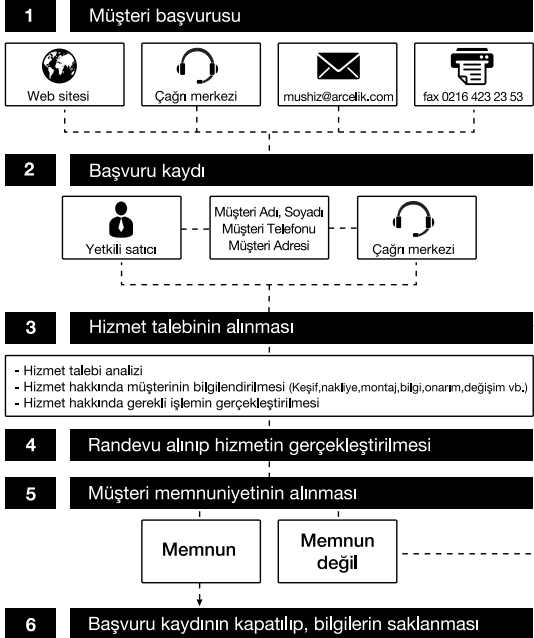 1 Müşteri başvurusu
Web sitesi
Çağrı merkezi
mushiz@arcelik.com
fax 0216 423 23 53
2 Başvuru kaydı
Yetkili satıcı
Müşteri Adı, Soyadı
Müşteri Telefonu
Müşteri Adresi
Çağrı merkezi
3 Hizmet talebinin alınması
- Hizmet talebi analizi
- Hizmet hakkında müşterinin bilgilendirilmesi (Keşif,nakliye,montaj,bilgi,onarım,değişim vb.)
- Hizmet hakkında gerekli işlemin gerçekleştirilmesi
4 Randevu alınıp hizmetin gerçekleştirilmesi
5 Müşteri memnuniyetinin alınması
Memnun
Memnun
değil
6 Başvuru kaydının kapatılıp, bilgilerin saklanması